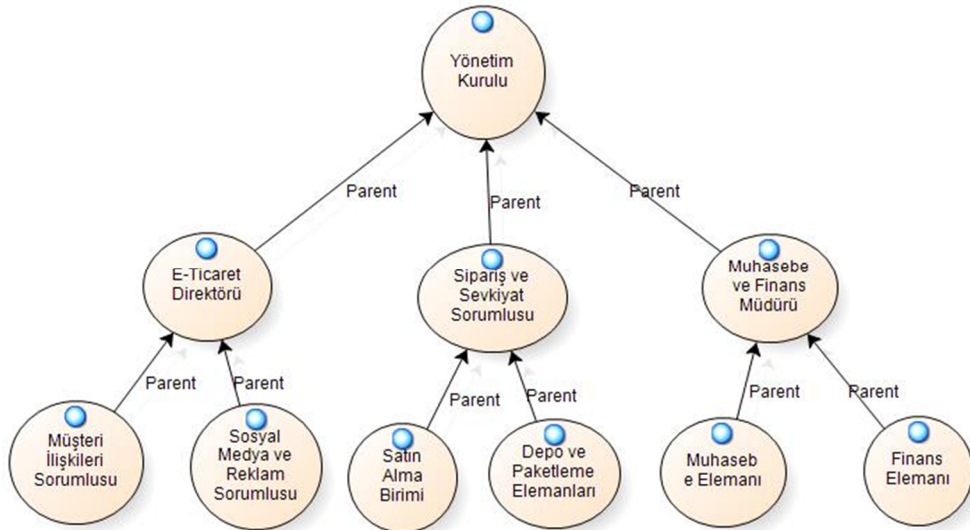 Yönetim
Kurulu
Parent
Parent
Parent
E-Ticaret
Direktörü
Sipariş ve
Sevkiyat
Sorumlusu
Muhasebe
ve Finans
Müdürü
Parent
Parent
Parent
Parent
Parent
Parent
Müşteri
İlişkileri
Sorumlusu
Sosyal
Medya ve
Reklam
Sorumlusu
Satın
Alma
Birimi
Depo ve
Paketleme
Elemanları
Muhaseb
e Elemanı
Finans
Elemanı